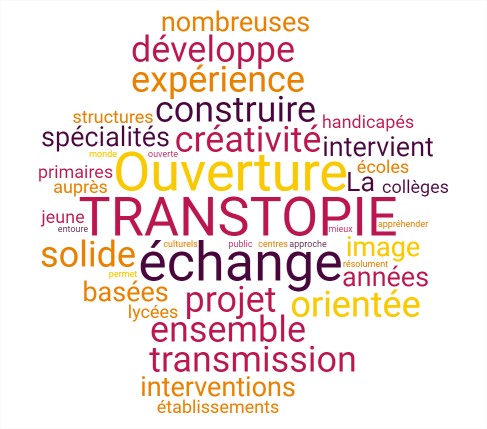 nombreuses
développe
expérience
structures construire handicapés
spécialités créativité intervient
monde ouverte
primaires Ouverture écoles
auprès La collèges
jeune TRANSTOPIE appréhender
entoure mieux
solide culturels public centres approche image
échange résolument
permet années
basées projet orientée
lycées
ensemble
transmission
interventions
établissements